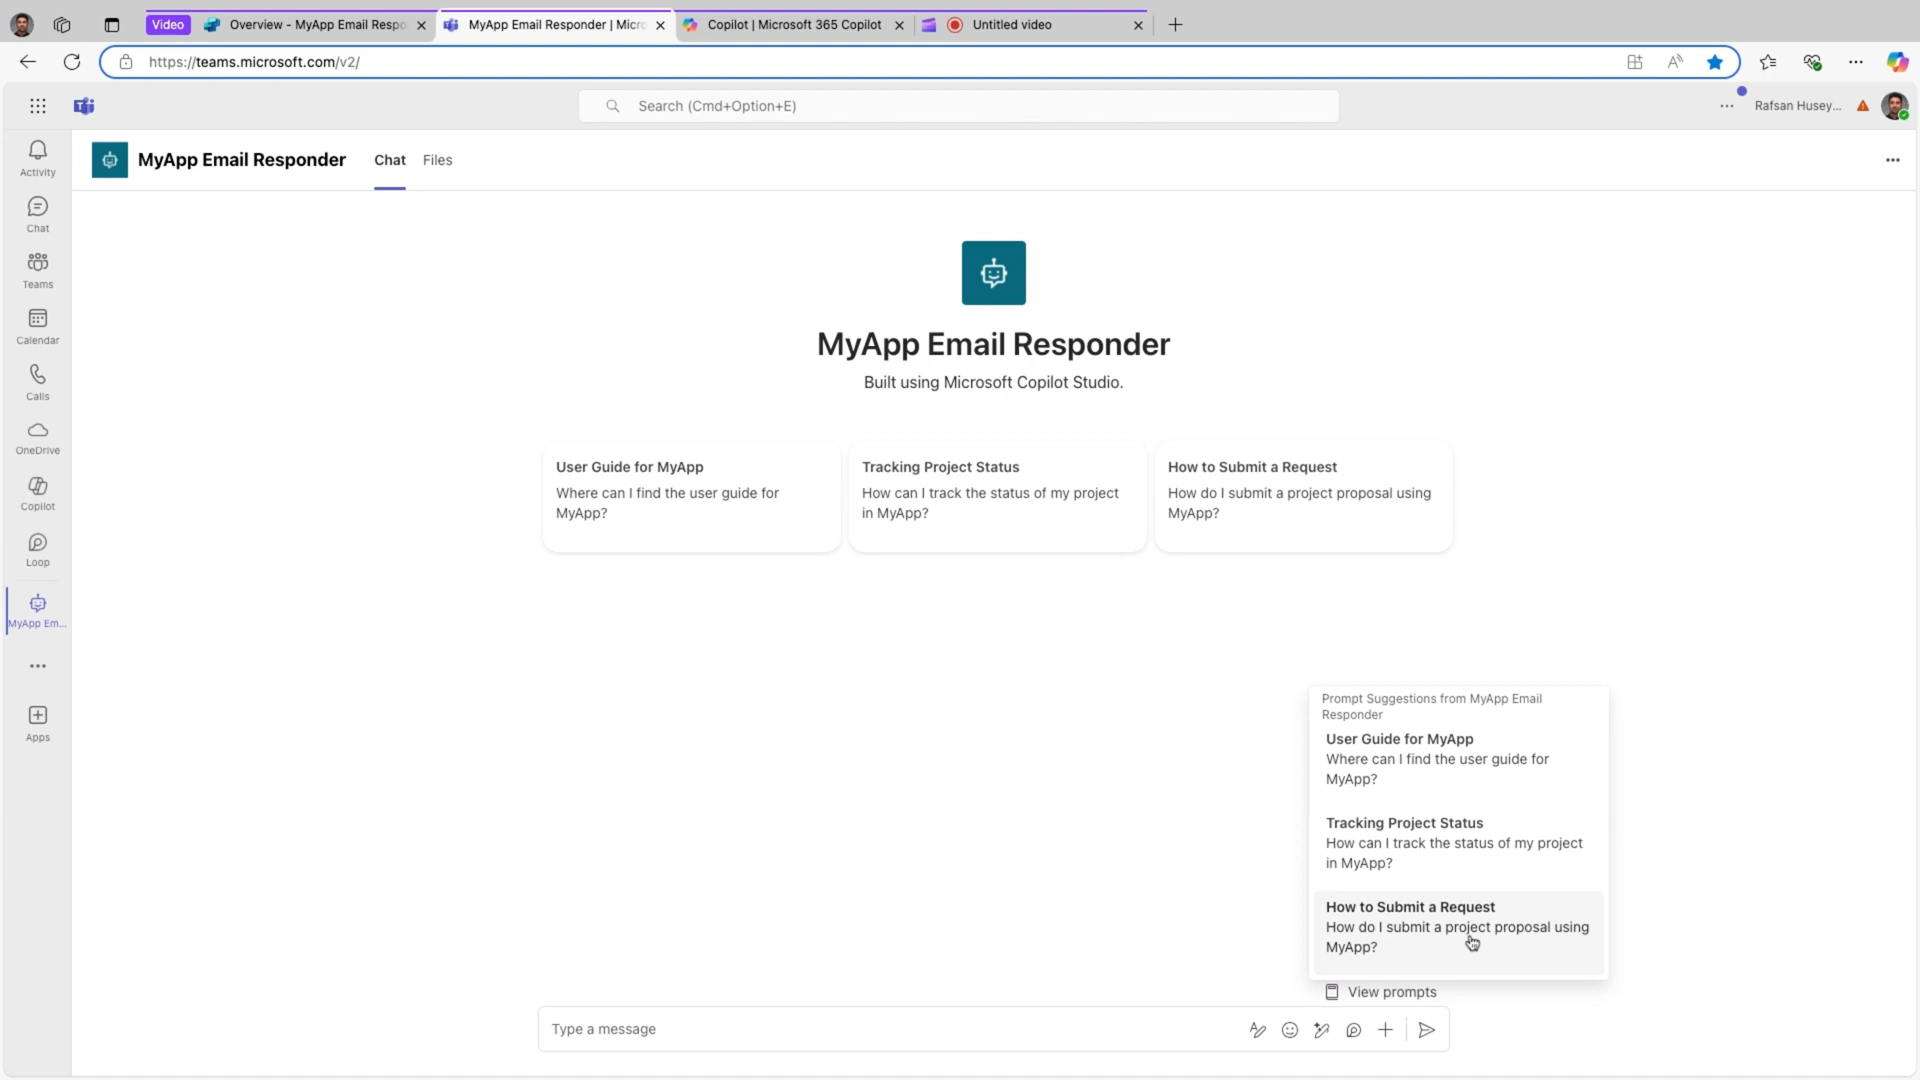 Video
Overview - MyApp Email Respo
MyApp Email Responder | Micro
Copilot | Microsoft 365 Copilot
Untitled video
https://teams.microsoft.com/v2/
Search (Cmd+Option+E)
Rafsan Husey...
MyApp Email Responder
Chat
Files
Activity
Chat
Teams
Calendar
Calls
OneDrive
Copilot
Loop
MyApp Em...
Apps
MyApp Email Responder
Built using Microsoft Copilot Studio.
User Guide for MyApp
Where can I find the user guide for
MyApp?
Tracking Project Status
How can I track the status of my project
in MyApp?
How to Submit a Request
How do I submit a project proposal using
MyApp?
Prompt Suggestions from MyApp Email
Responder
User Guide for MyApp
Where can I find the user guide for
MyApp?
Tracking Project Status
How can I track the status of my project
in MyApp?
How to Submit a Request
How do I submit a project proposal using
MyApp?
View prompts
Type a message